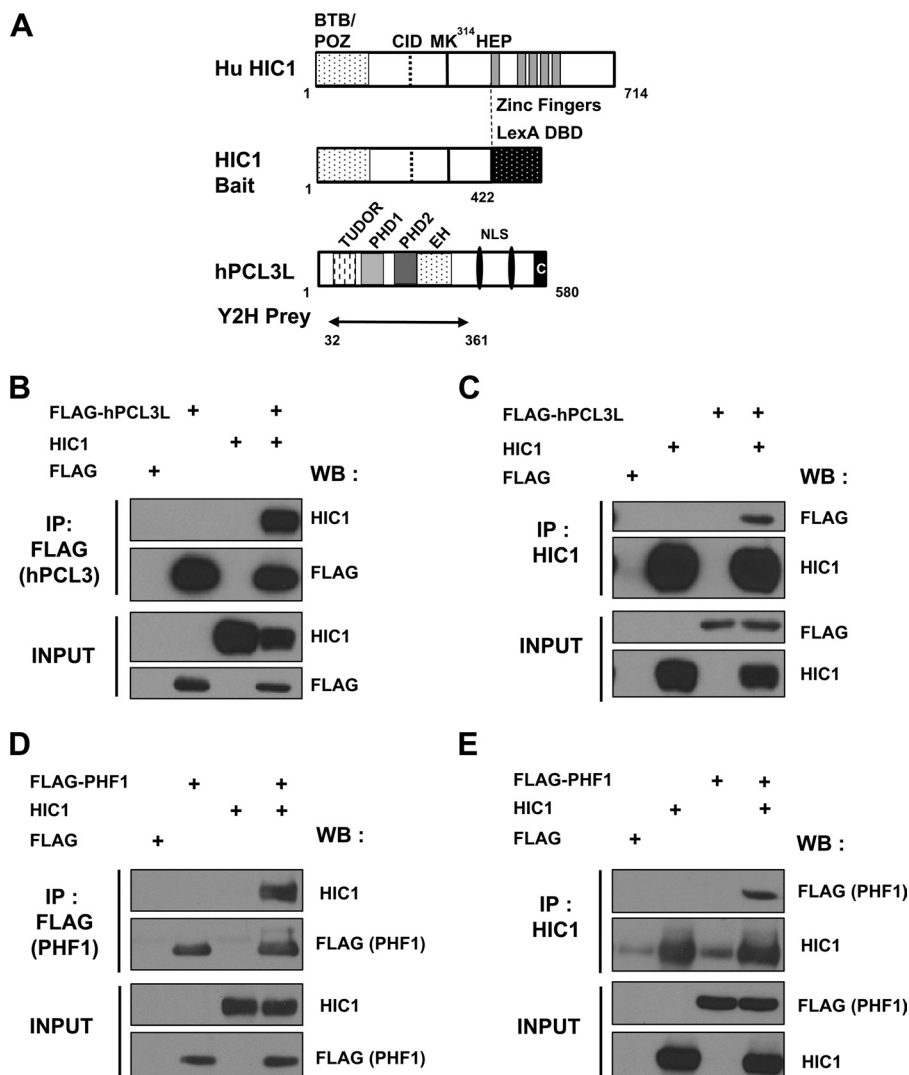 A
BTB/
POZ CID MK³¹⁴HEP
Hu HIC1
1 714
Zinc Fingers
LexA DBD
HIC1
Bait
1 422
TUDOR PHD1 PHD2 EH NLS
hPCL3L C
1 580
Y2H Prey
32 361
B
FLAG-hPCL3L + +
HIC1 + +
FLAG + WB :
IP:
FLAG
(hPCL3)
HIC1
FLAG
INPUT
HIC1
FLAG
C
FLAG-hPCL3L + +
HIC1 + +
FLAG + WB :
IP :
HIC1
FLAG
HIC1
INPUT
FLAG
HIC1
D
FLAG-PHF1 + +
HIC1 + +
FLAG + WB :
IP :
FLAG
(PHF1)
HIC1
FLAG (PHF1)
INPUT
HIC1
FLAG (PHF1)
E
FLAG-PHF1 + +
HIC1 + +
FLAG + WB :
IP :
HIC1
FLAG (PHF1)
HIC1
INPUT
FLAG (PHF1)
HIC1